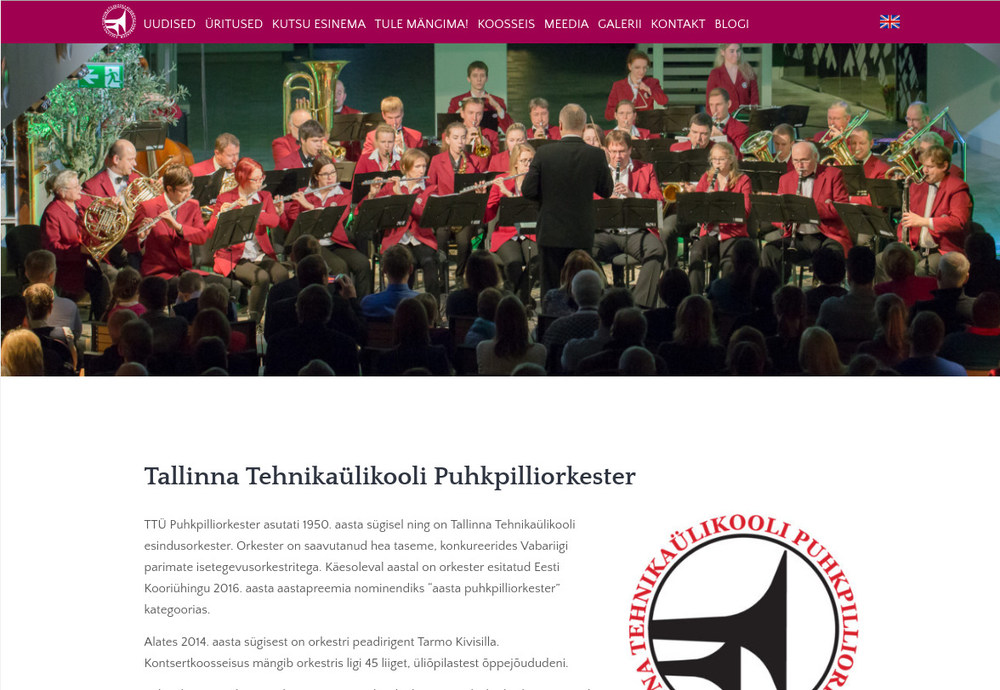 UUDISED ÜRITUSED KUTSU ESINEMA TULE MÄNGIMA! KOOSSEIS MEEDIA GALERII KONTAKT BLOGI
Tallinna Tehnikaülikooli Puhkpilliorkester
TTÜ Puhkpilliorkester asutati 1950. aasta sügisel ning on Tallinna Tehnikaülikooli
esindusorkester. Orkester on saavutanud hea taseme, konkureerides Vabariigi
parimate isetegevusorkestritega. Käesoleval aastal on orkester esitatud Eesti
Kooriühingu 2016. aasta aastapreemia nominendiks "aasta puhkpilliorkester"
kategoorias.
Alates 2014. aasta sügisest on orkestri peadirigent Tarmo Kivisilla.
Kontsertkoosseisus mängib orkestris ligi 45 liiget, üliõpilastest õppejõududeni.
NA TEHNIKAÜLIKOOLI PUHKPILLIOR